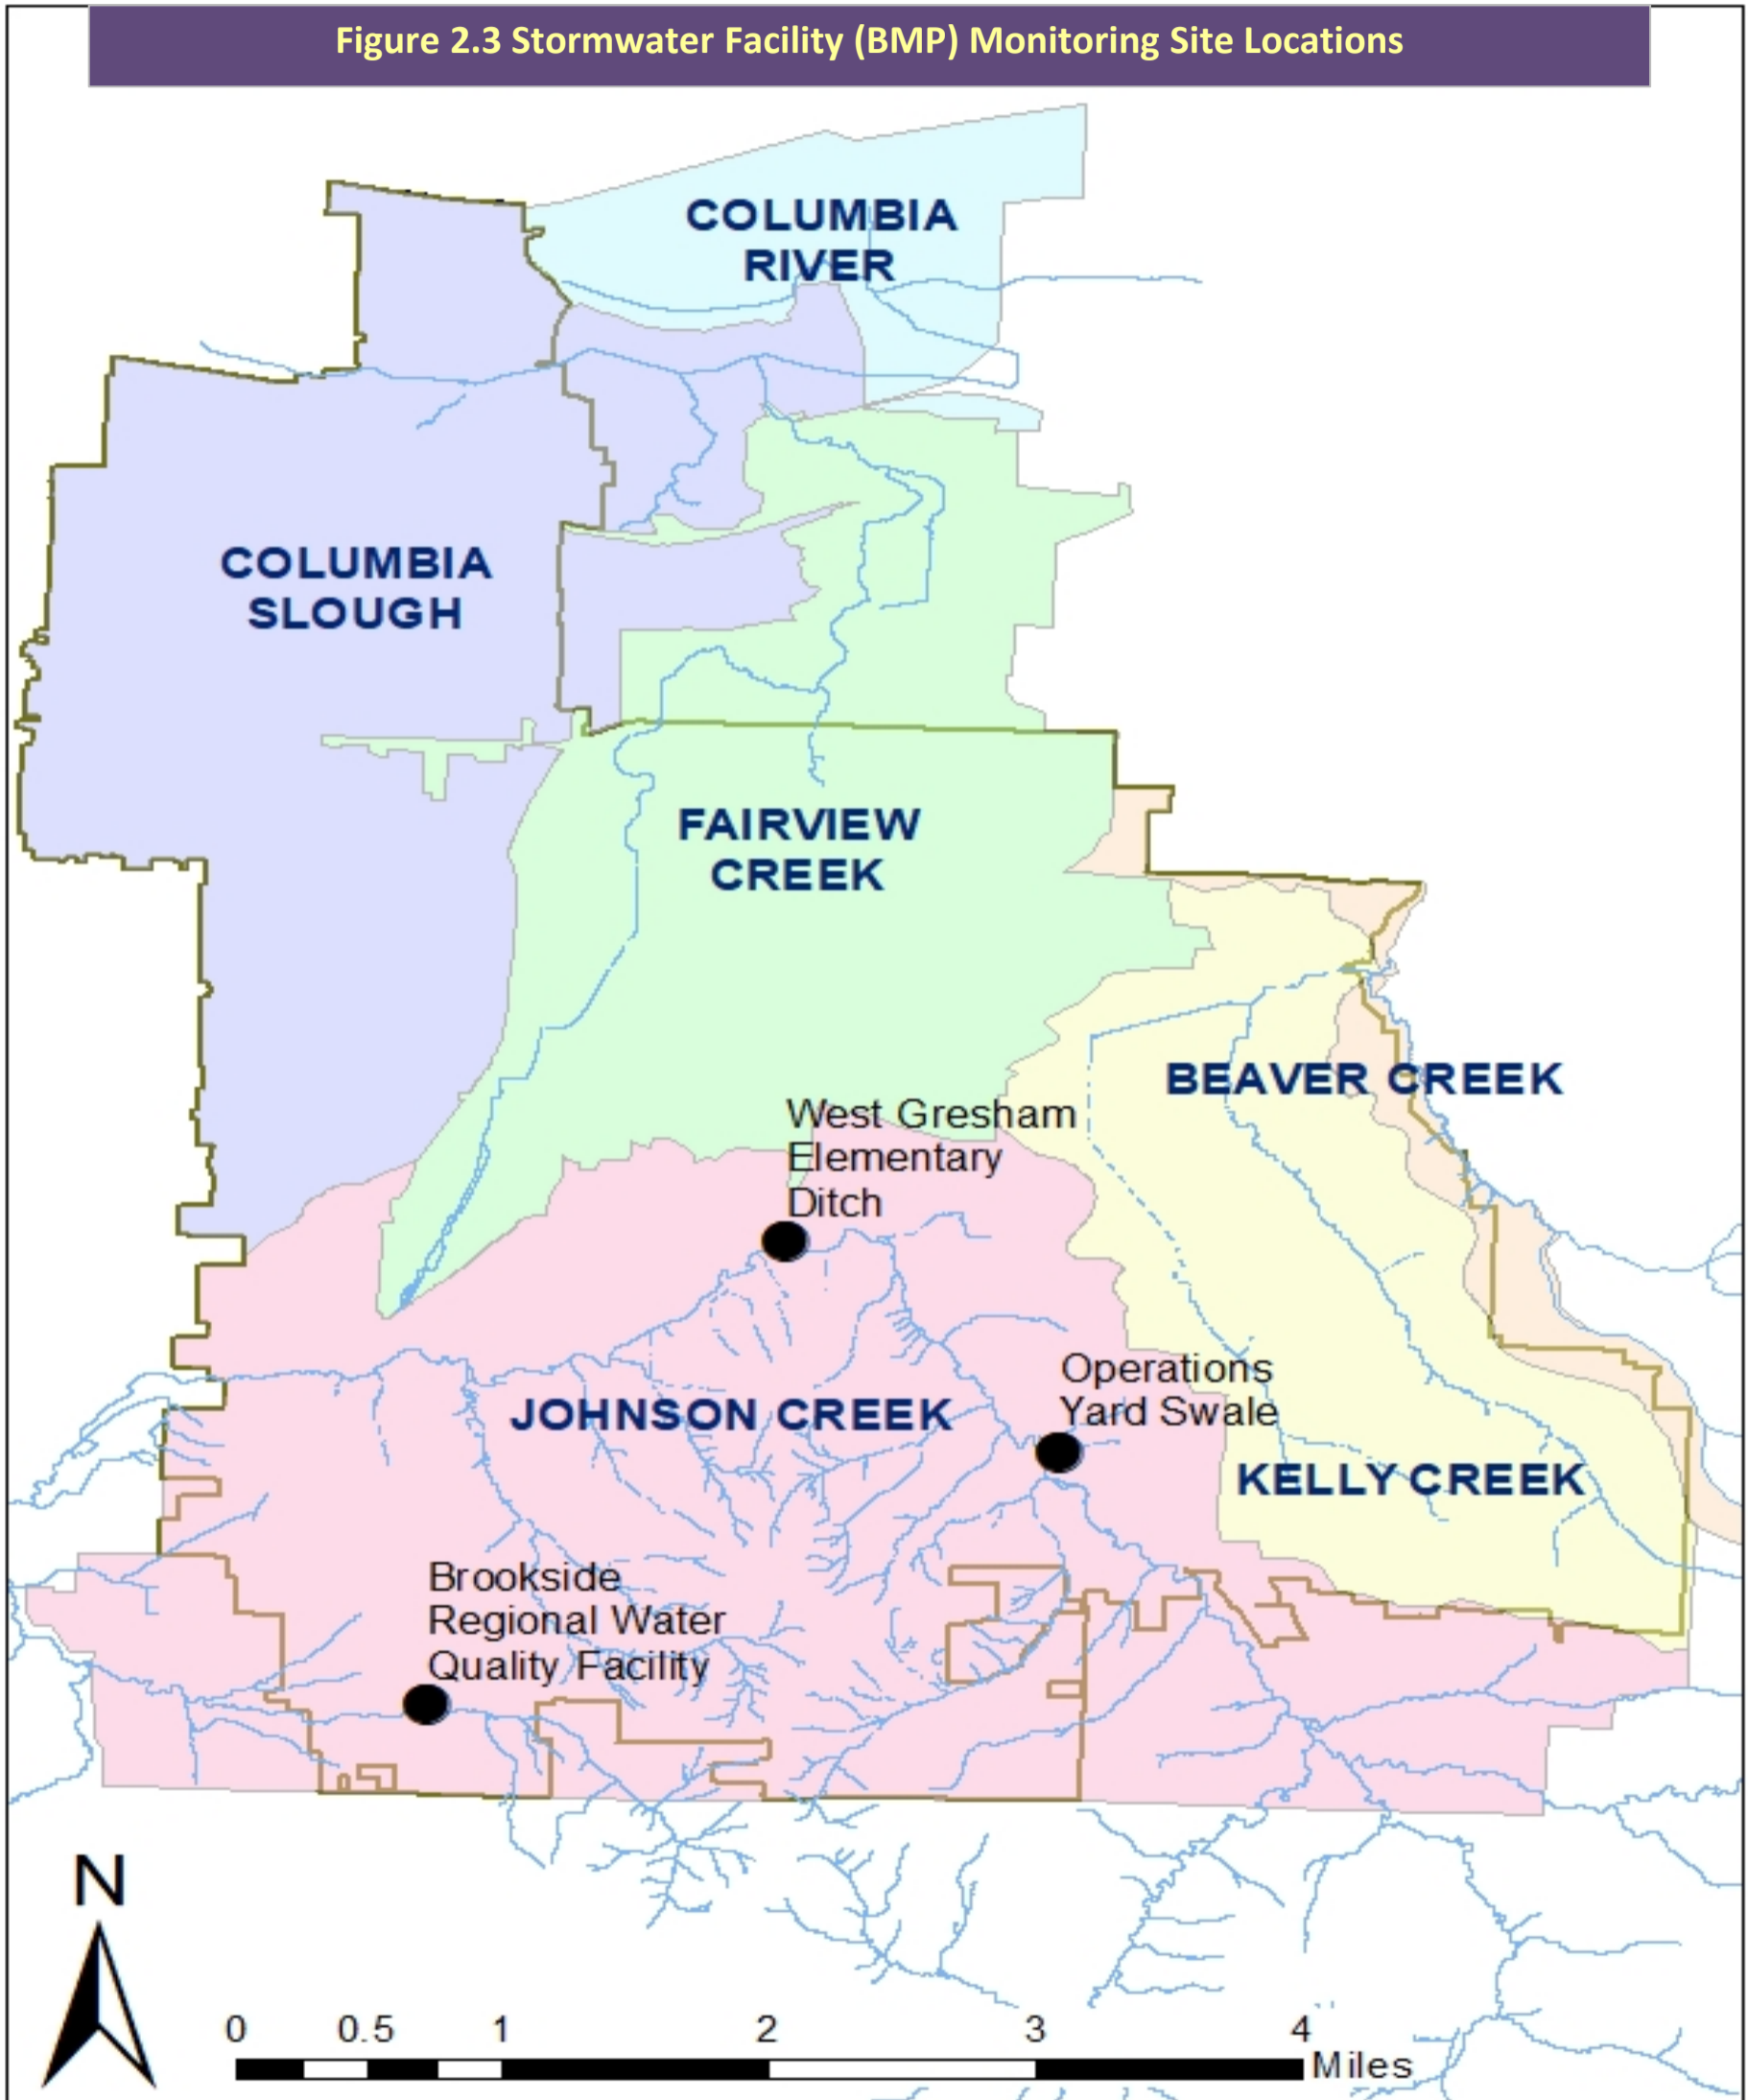 Figure 2.3 Stormwater Facility (BMP) Monitoring Site Locations
COLUMBIA
RIVER
COLUMBIA
SLOUGH
FAIRVIEW
CREEK
BEAVER CREEK
West Gresham
Elementary
Ditch
Operations
Yard Swale
JOHNSON CREEK
KELLY CREEK
Brookside
Regional Water
Quality Facility
N
0 0.5 1 2 3 4
Miles